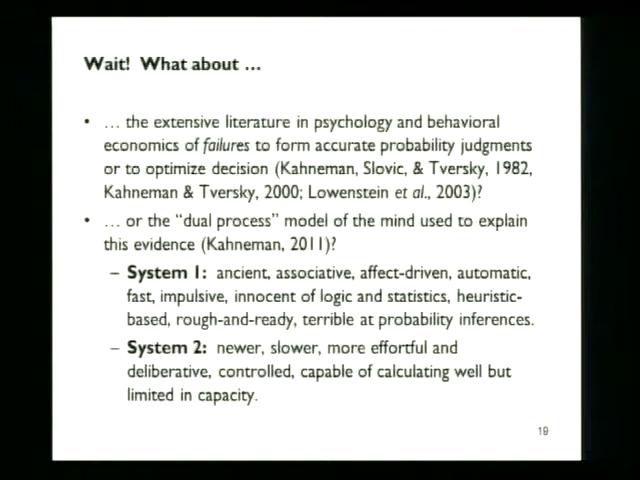 Wait! What about ...
• ... the extensive literature in psychology and behavioral
economics of failures to form accurate probability judgments
or to optimize decision (Kahneman, Slovic, & Tversky, 1982,
Kahneman & Tversky, 2000; Lowenstein et al., 2003)?
• ... or the “dual process” model of the mind used to explain
this evidence (Kahneman, 2011)?
– System 1: ancient, associative, affect-driven, automatic,
fast, impulsive, innocent of logic and statistics, heuristic-
based, rough-and-ready, terrible at probability inferences.
– System 2: newer, slower, more effortful and
deliberative, controlled, capable of calculating well but
limited in capacity.
19